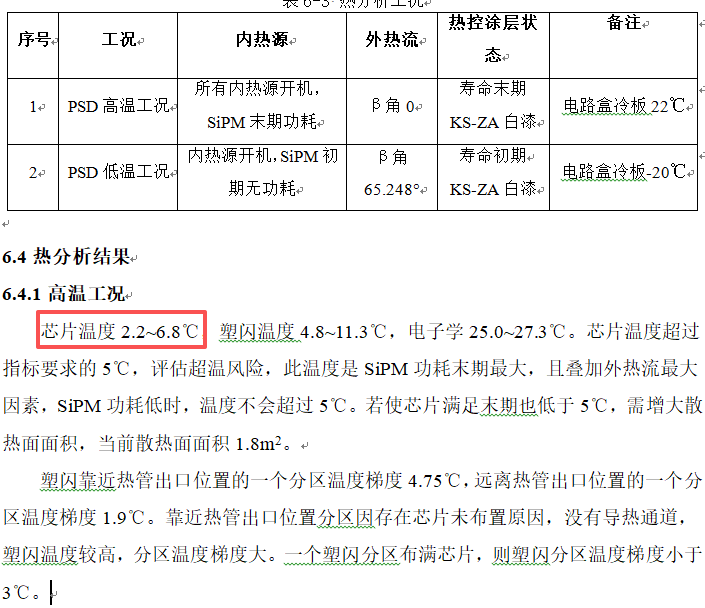 表 6-3 热分析工况
序号 工况 内热源 外热流 热控涂层状态 备注
1 PSD 高温工况 所有内热源开机，SiPM 末期功耗 β角 0 寿命末期 KS-ZA 白漆 电路盒冷板 22℃
2 PSD 低温工况 内热源开机，SiPM 初期无功耗 β角 65.248° 寿命初期 KS-ZA 白漆 电路盒冷板-20℃
6.4 热分析结果
6.4.1 高温工况
芯片温度 2.2~6.8℃ 塑闪温度 4.8~11.3℃，电子学 25.0~27.3℃。芯片温度超过
指标要求的 5℃，评估超温风险，此温度是 SiPM 功耗末期最大，且叠加外热流最大
因素，SiPM 功耗低时，温度不会超过 5℃。若使芯片满足末期也低于 5℃，需增大散
热面面积，当前散热面面积 1.8m²。
塑闪靠近热管出口位置的一个分区温度梯度 4.75℃，远离热管出口位置的一个分
区温度梯度 1.9℃。靠近热管出口位置分区因存在芯片未布置原因，没有导热通道，
塑闪温度较高，分区温度梯度大。一个塑闪分区布满芯片，则塑闪分区温度梯度小于
3℃。